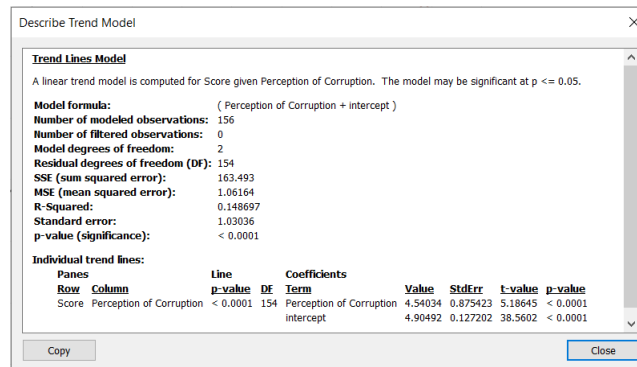 Describe Trend Model
Trend Lines Model
A linear trend model is computed for Score given Perception of Corruption. The model may be significant at p <= 0.05.
Model formula: ( Perception of Corruption + intercept )
Number of modeled observations: 156
Number of filtered observations: 0
Model degrees of freedom: 2
Residual degrees of freedom (DF): 154
SSE (sum squared error): 163.493
MSE (mean squared error): 1.06164
R-Squared: 0.148697
Standard error: 1.03036
p-value (significance): < 0.0001
Individual trend lines:
Panes Line Coefficients
Row Column p-value DF Term Value StdErr t-value p-value
Score Perception of Corruption < 0.0001 154 Perception of Corruption 4.54034 0.875423 5.18645 < 0.0001
intercept 4.90492 0.127202 38.5602 < 0.0001
Copy Close